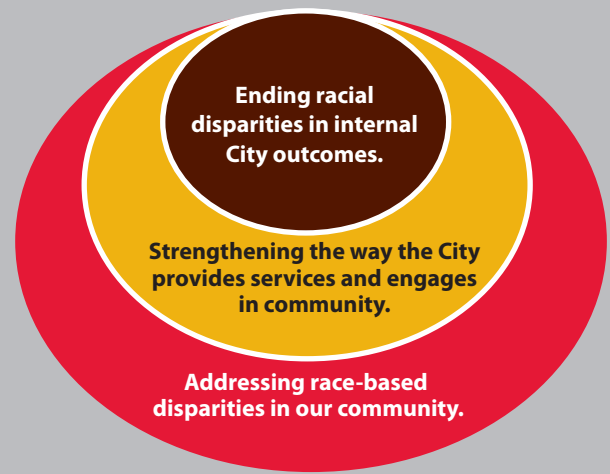 Ending racial
disparities in internal
City outcomes.
Strengthening the way the City
provides services and engages
in community.
Addressing race-based
disparities in our community.